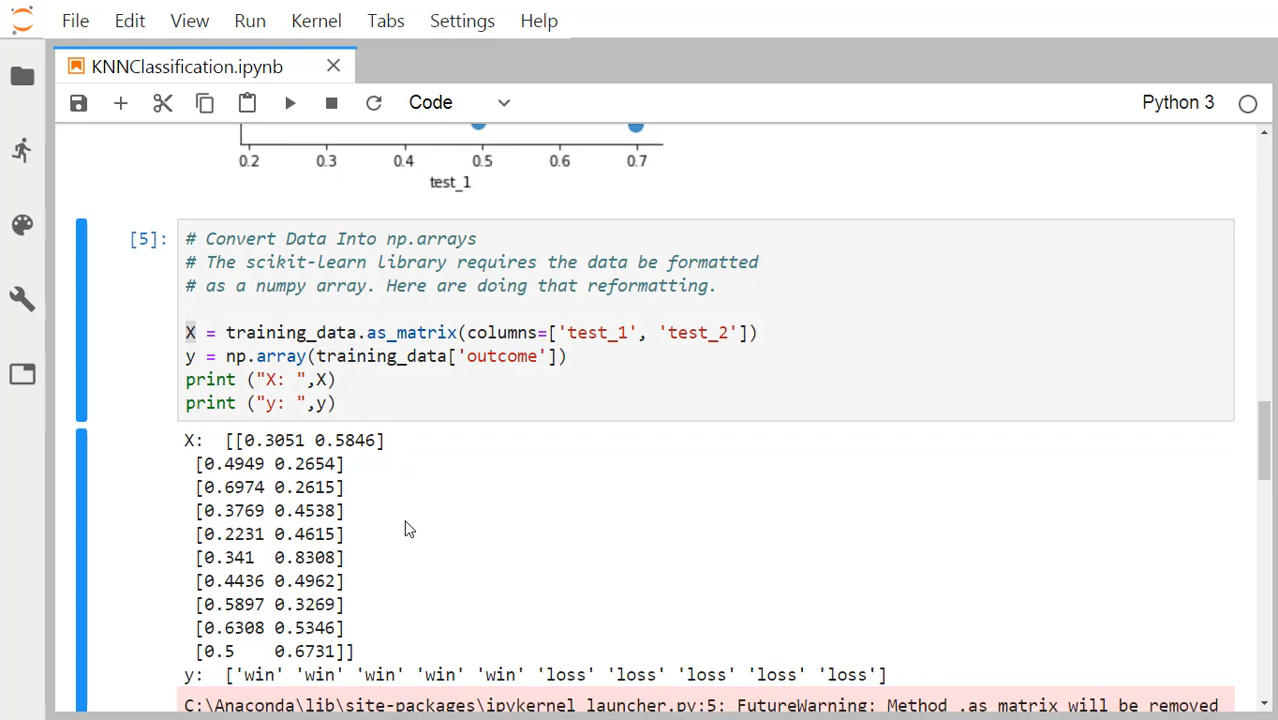 File Edit View Run Kernel Tabs Settings Help
KNNClassification.ipynb
Code Python 3
0.2 0.3 0.4 0.5 0.6 0.7
test_1
[5]:
# Convert Data Into np.arrays
# The scikit-learn library requires the data be formatted
# as a numpy array. Here are doing that reformatting.
X = training_data.as_matrix(columns=['test_1', 'test_2'])
y = np.array(training_data['outcome'])
print ("X: ",X)
print ("y: ",y)
X:  [[0.3051 0.5846]
[0.4949 0.2654]
[0.6974 0.2615]
[0.3769 0.4538]
[0.2231 0.4615]
[0.341  0.8308]
[0.4436 0.4962]
[0.5897 0.3269]
[0.6308 0.5346]
[0.5    0.6731]]
y:  ['win' 'win' 'win' 'win' 'win' 'loss' 'loss' 'loss' 'loss' 'loss']
C:\Anaconda\lib\site-packages\ipykernel_launcher.py:5: FutureWarning: Method .as_matrix will be removed